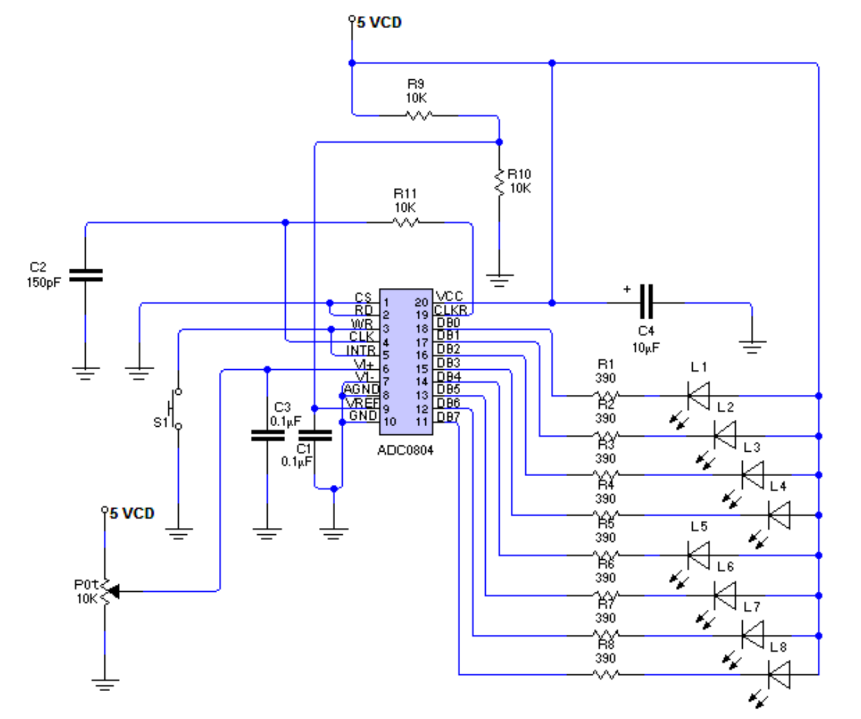 5 VCD
R9
10K
R10
10K
R11
10K
C2
150pF
CS 1
RD 2
WR 3
CLK 4
INTR 5
VI+ 6
VI- 7
AGND 8
VREF 9
GND 10
20 VCC
19 CLKR
18 DB0
17 DB1
16 DB2
15 DB3
14 DB4
13 DB5
12 DB6
11 DB7
ADC0804
+
C4
10µF
S1
C3
0.1µF
C1
0.1µF
5 VCD
Pot
10K
R1
390
R2
390
R3
390
R4
390
R5
390
R6
390
R7
390
R8
390
L1
L2
L3
L4
L5
L6
L7
L8